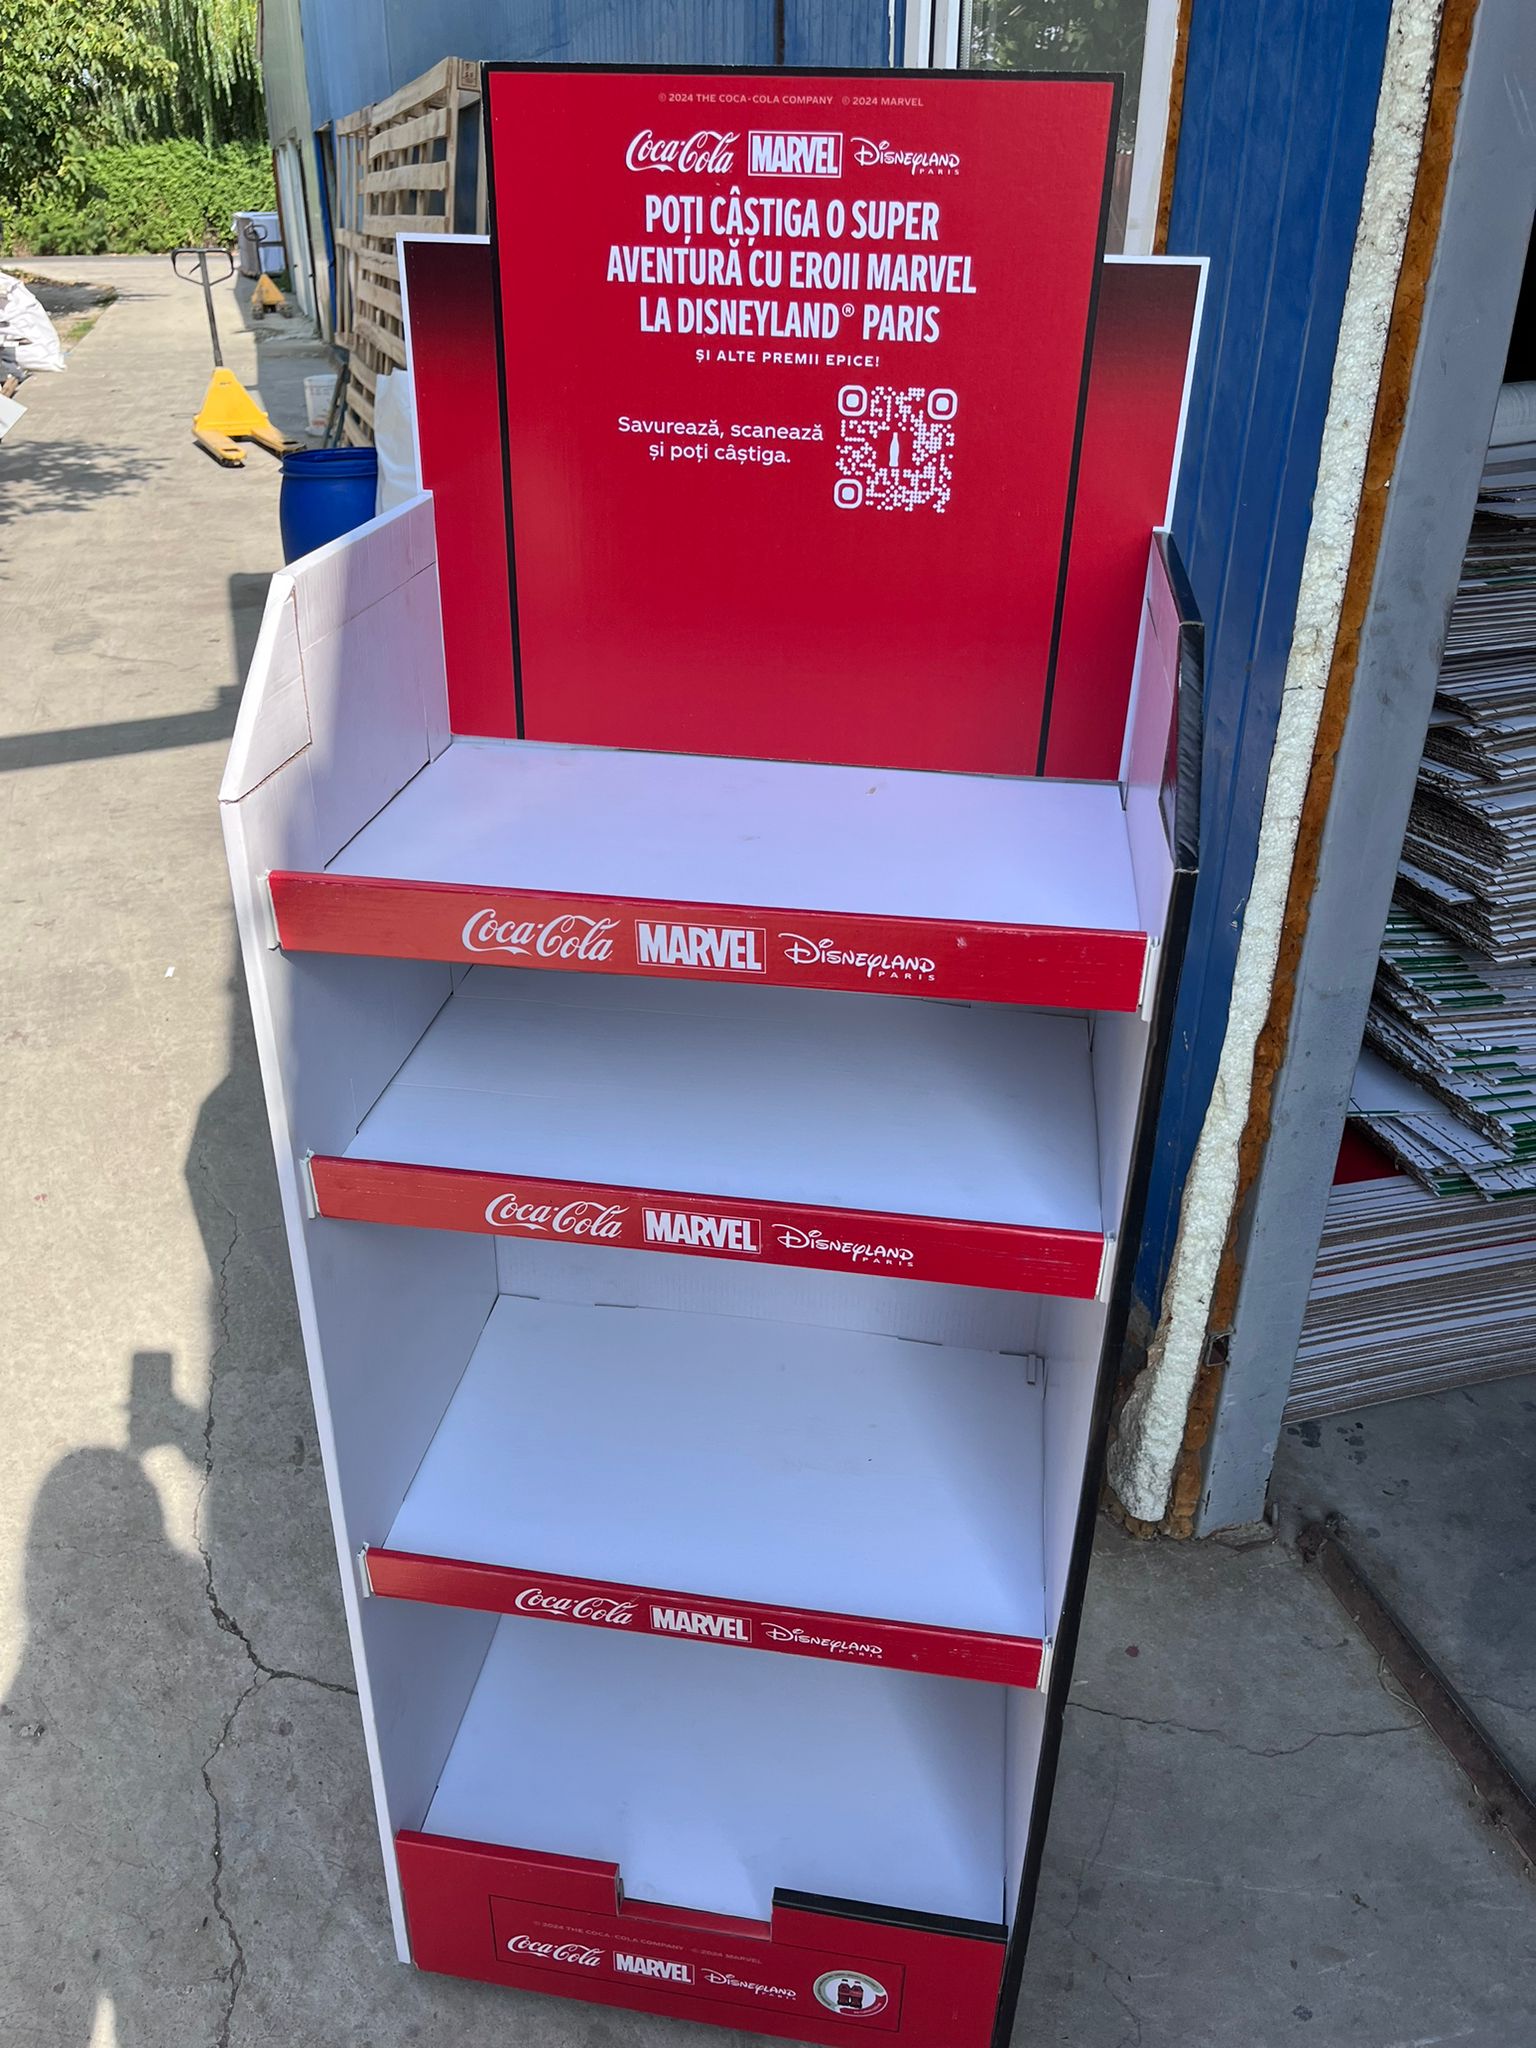 © 2024 THE COCA-COLA COMPANY © 2024 MARVEL
Coca-Cola MARVEL DISNEYLAND PARIS
POȚI CÂȘTIGA O SUPER
AVENTURĂ CU EROII MARVEL
LA DISNEYLAND® PARIS
ȘI ALTE PREMII EPICE!
Savurează, scanează
și poți câștiga.
Coca-Cola MARVEL DISNEYLAND PARIS
Coca-Cola MARVEL DISNEYLAND PARIS
Coca-Cola MARVEL DISNEYLAND PARIS
© 2024 THE COCA-COLA COMPANY © 2024 MARVEL
Coca-Cola MARVEL DISNEYLAND PARIS